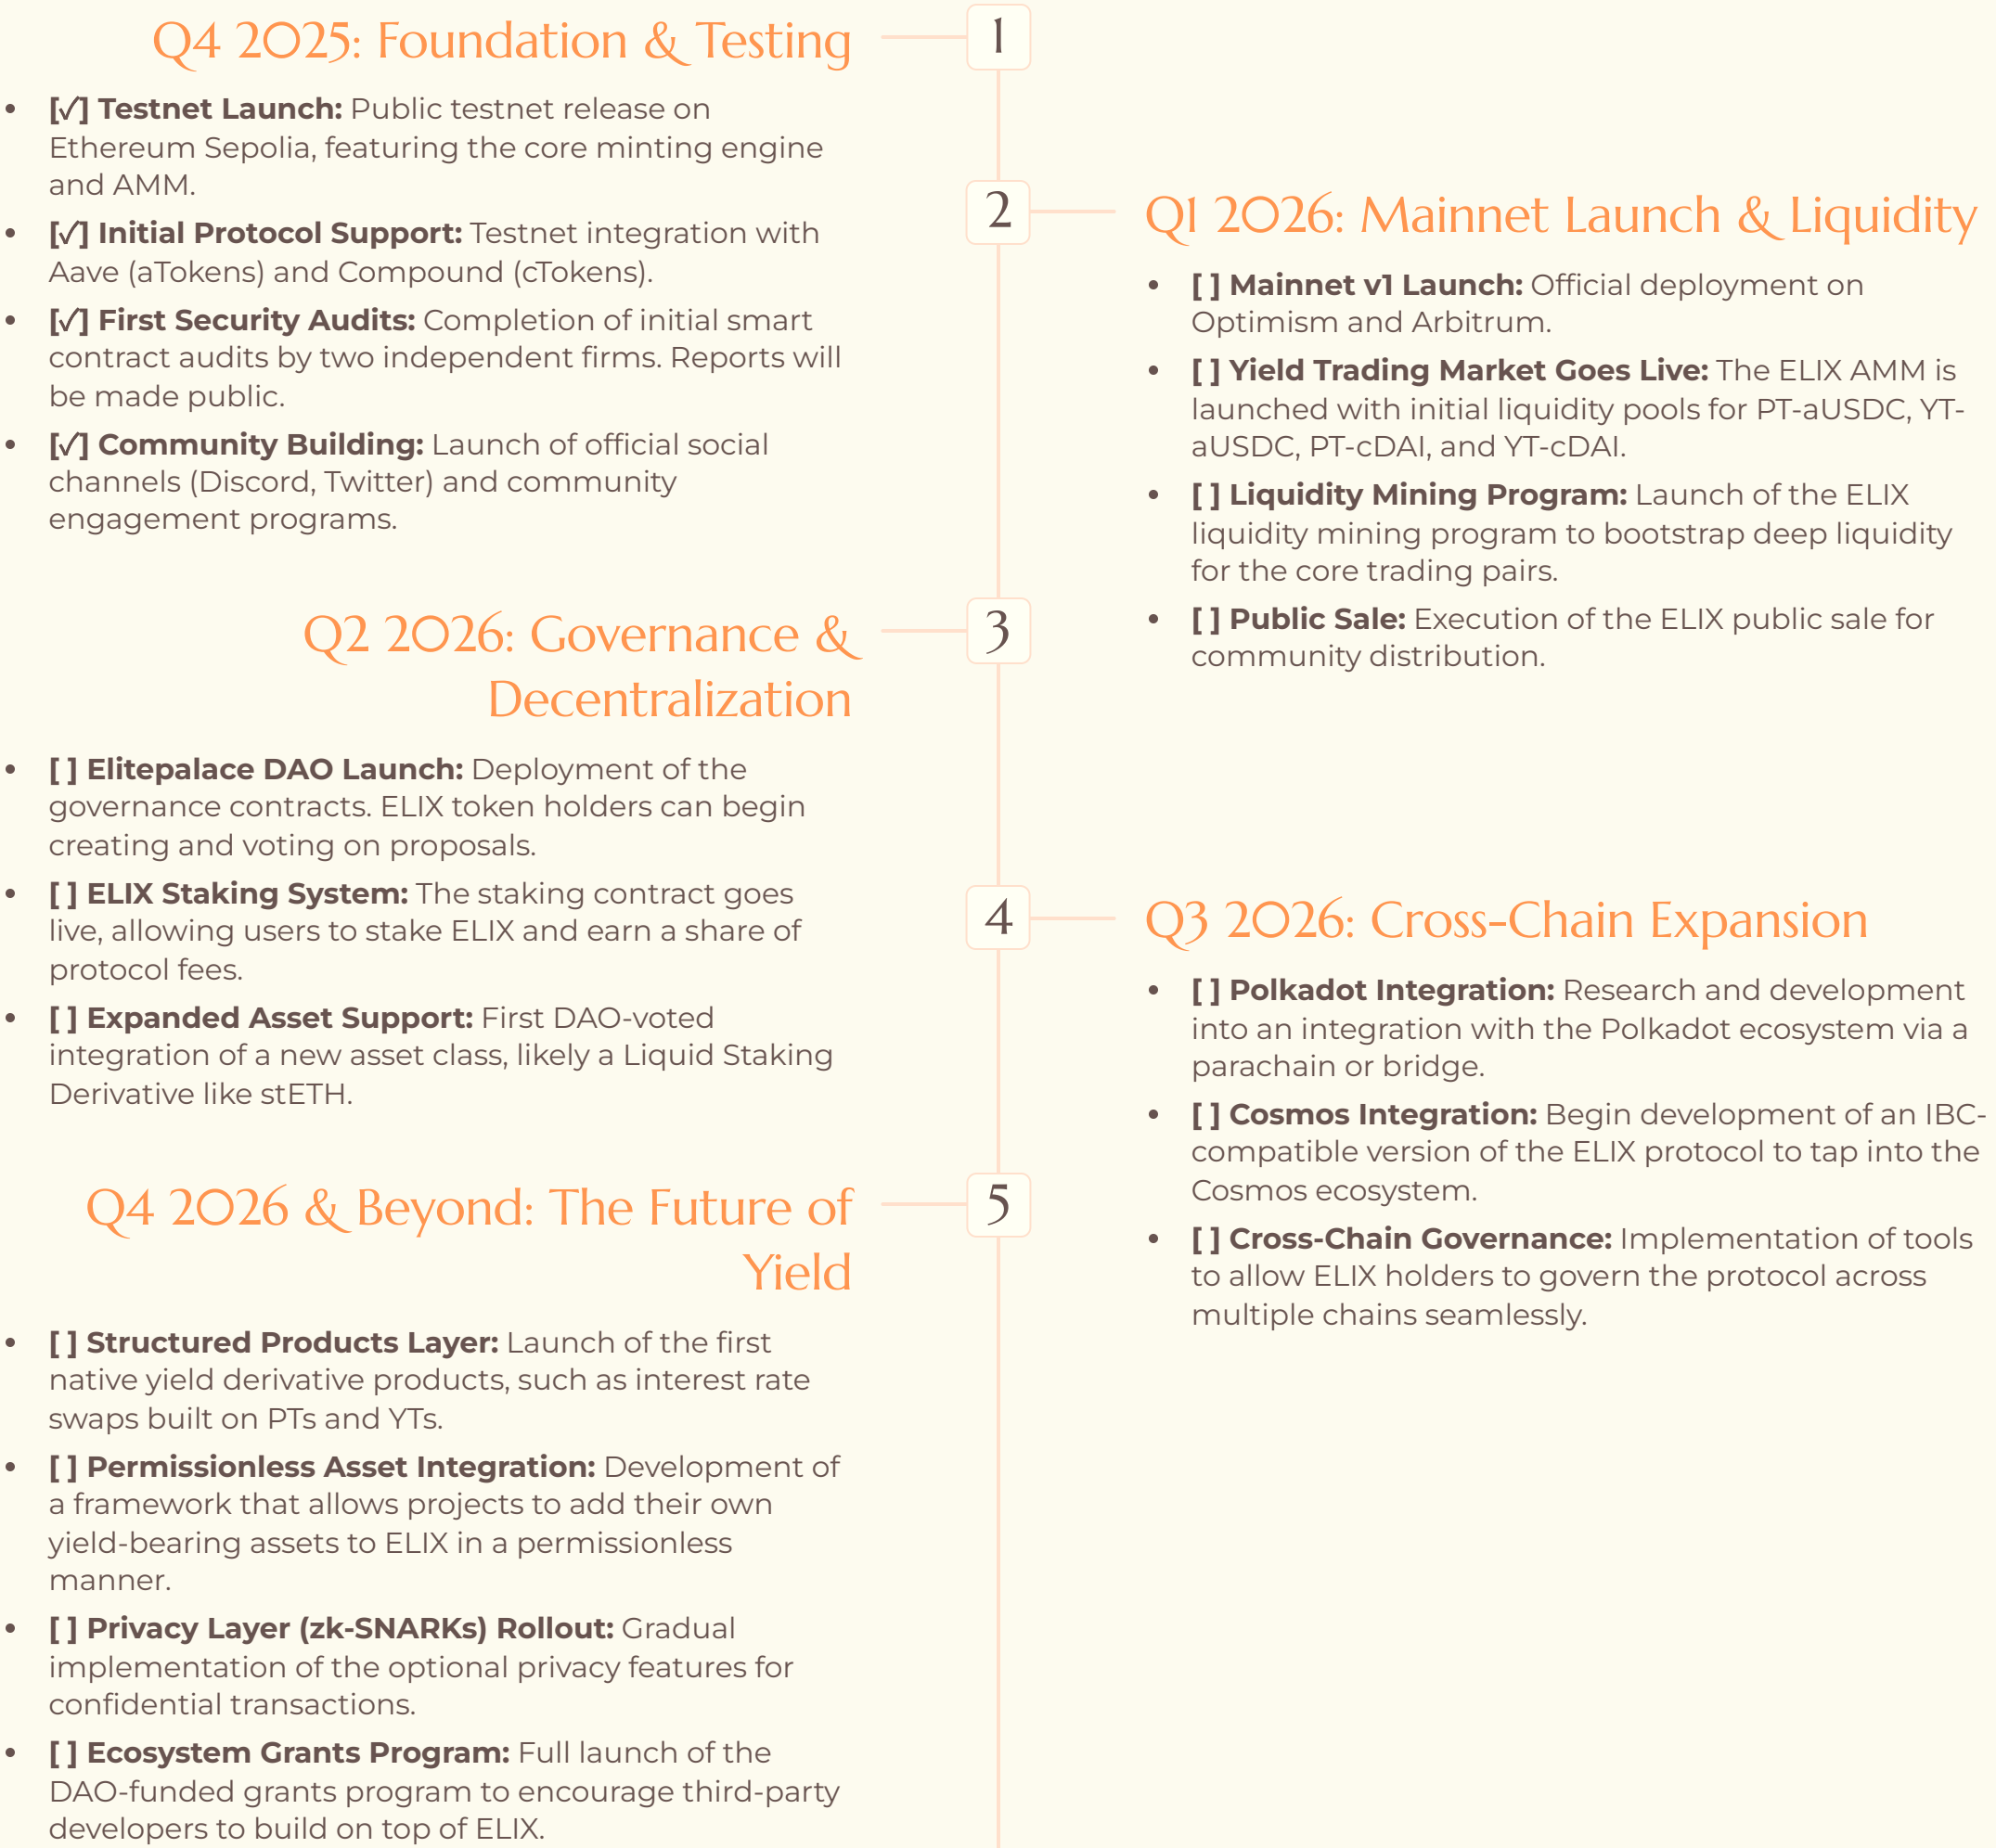 Q4 2025: Foundation & Testing
1
• [✓] Testnet Launch: Public testnet release on
Ethereum Sepolia, featuring the core minting engine
and AMM.
• [✓] Initial Protocol Support: Testnet integration with
Aave (aTokens) and Compound (cTokens).
• [✓] First Security Audits: Completion of initial smart
contract audits by two independent firms. Reports will
be made public.
• [✓] Community Building: Launch of official social
channels (Discord, Twitter) and community
engagement programs.
2
Q1 2026: Mainnet Launch & Liquidity
• [ ] Mainnet v1 Launch: Official deployment on
Optimism and Arbitrum.
• [ ] Yield Trading Market Goes Live: The ELIX AMM is
launched with initial liquidity pools for PT-aUSDC, YT-
aUSDC, PT-cDAI, and YT-cDAI.
• [ ] Liquidity Mining Program: Launch of the ELIX
liquidity mining program to bootstrap deep liquidity
for the core trading pairs.
• [ ] Public Sale: Execution of the ELIX public sale for
community distribution.
Q2 2026: Governance &
Decentralization
3
• [ ] Elitepalace DAO Launch: Deployment of the
governance contracts. ELIX token holders can begin
creating and voting on proposals.
• [ ] ELIX Staking System: The staking contract goes
live, allowing users to stake ELIX and earn a share of
protocol fees.
• [ ] Expanded Asset Support: First DAO-voted
integration of a new asset class, likely a Liquid Staking
Derivative like stETH.
4
Q3 2026: Cross-Chain Expansion
• [ ] Polkadot Integration: Research and development
into an integration with the Polkadot ecosystem via a
parachain or bridge.
• [ ] Cosmos Integration: Begin development of an IBC-
compatible version of the ELIX protocol to tap into the
Cosmos ecosystem.
• [ ] Cross-Chain Governance: Implementation of tools
to allow ELIX holders to govern the protocol across
multiple chains seamlessly.
Q4 2026 & Beyond: The Future of
Yield
5
• [ ] Structured Products Layer: Launch of the first
native yield derivative products, such as interest rate
swaps built on PTs and YTs.
• [ ] Permissionless Asset Integration: Development of
a framework that allows projects to add their own
yield-bearing assets to ELIX in a permissionless
manner.
• [ ] Privacy Layer (zk-SNARKs) Rollout: Gradual
implementation of the optional privacy features for
confidential transactions.
• [ ] Ecosystem Grants Program: Full launch of the
DAO-funded grants program to encourage third-party
developers to build on top of ELIX.